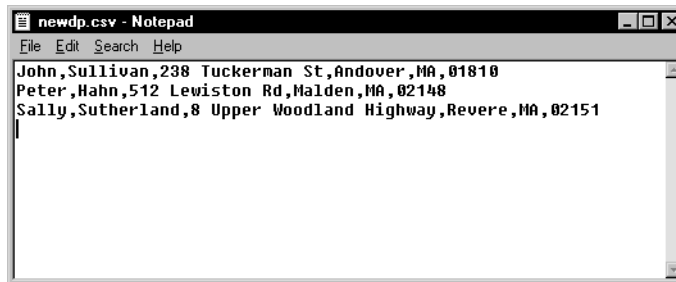 newdp.csv - Notepad
File Edit Search Help
John,Sullivan,238 Tuckerman St,Andover,MA,01810
Peter,Hahn,512 Lewiston Rd,Malden,MA,02148
Sally,Sutherland,8 Upper Woodland Highway,Revere,MA,02151